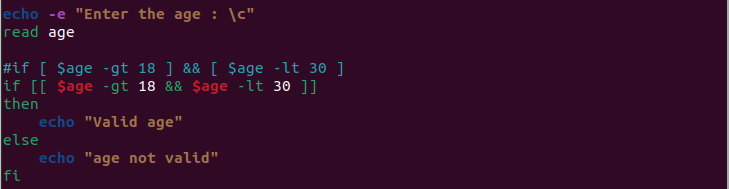 echo -e "Enter the age : \c"
read age
#if [ $age -gt 18 ] && [ $age -lt 30 ]
if [[ $age -gt 18 && $age -lt 30 ]]
then
    echo "Valid age"
else
    echo "age not valid"
fi